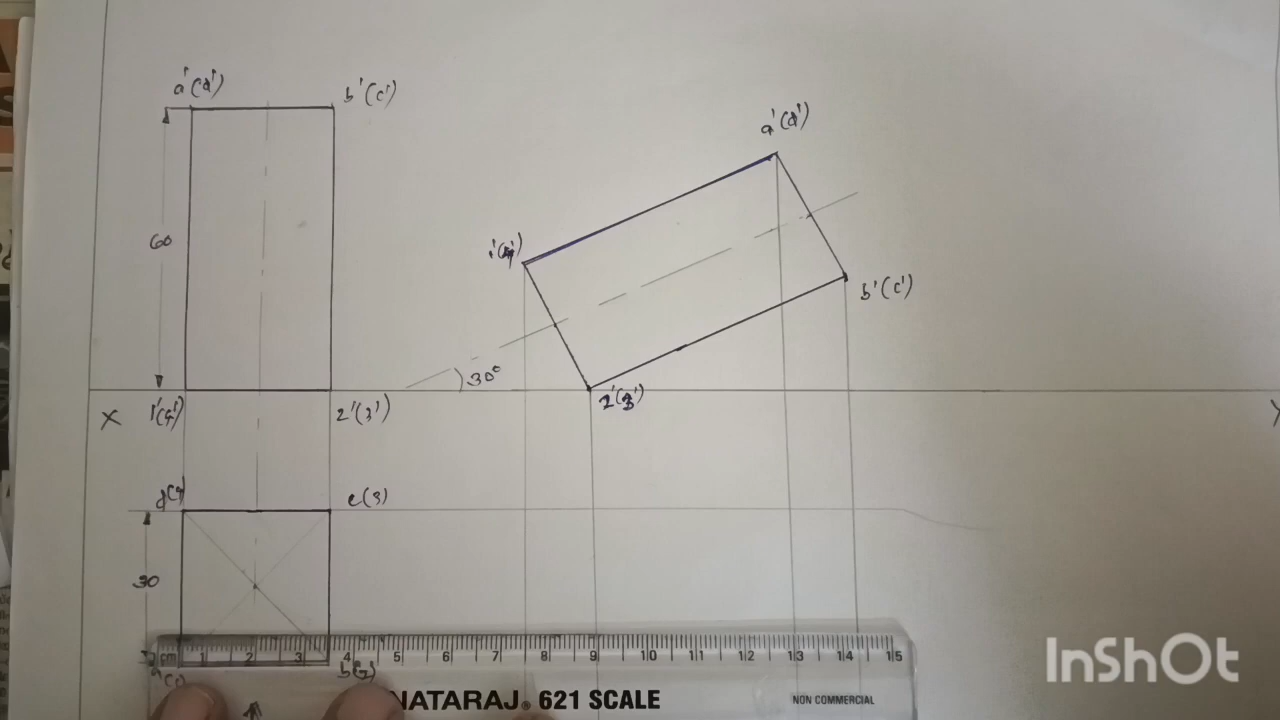 a'(d')
b'(c')
a'(d')
60
1'(4')
b'(c')
30°
X
1'(4')
2'(3')
2'(3')
Y
d(4)
c(3)
30
cm 1 2 3 4 5 6 7 8 9 10 11 12 13 14 15
b(2)
NATARAJ® 621 SCALE
NON COMMERCIAL
InShOt